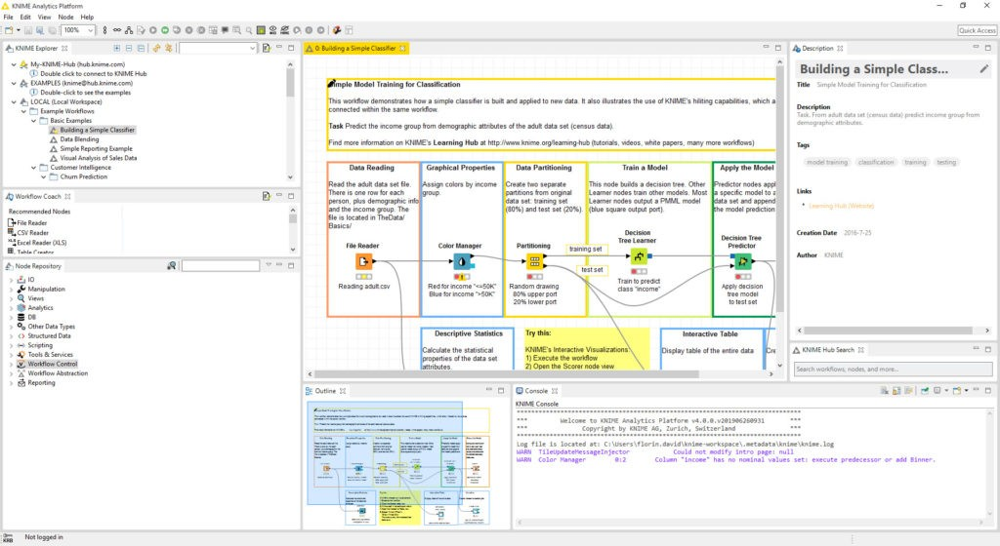 KNIME Analytics Platform
File Edit View Node Help
100%
Quick Access
KNIME Explorer
My-KNIME-Hub (hub.knime.com)
Double click to connect to KNIME Hub
EXAMPLES (knime@hub.knime.com)
Double-click to see the examples
LOCAL (Local Workspace)
Example Workflows
Basic Examples
Building a Simple Classifier
Data Blending
Simple Reporting Example
Visual Analysis of Sales Data
Customer Intelligence
Churn Prediction
Workflow Coach
Recommended Nodes
File Reader
CSV Reader
Excel Reader (XLS)
Table Creator
Node Repository
IO
Manipulation
Views
Analytics
DB
Other Data Types
Structured Data
Scripting
Tools & Services
Workflow Control
Workflow Abstraction
Reporting
0: Building a Simple Classifier
Simple Model Training for Classification
This workflow demonstrates how a simple classifier is built and applied to new data. It also illustrates the use of KNIME's hiliting capabilities, which a
connected within the same workflow.
Task Predict the income group from demographic attributes of the adult data set (census data).
Find more information on KNIME's Learning Hub at http://www.knime.org/learning-hub (tutorials, videos, white papers, many more workflows)
Data Reading
Read the adult data set file.
There is one row for each
person, plus demographic info
and the income group. The
file is located in TheData/
Basics/
File Reader
Reading adult.csv
Graphical Properties
Assign colors by income
group.
Color Manager
Red for income "<=50K"
Blue for income ">50K"
Data Partitioning
Create two separate
partitions from original
data set: training set
(80%) and test set (20%).
Partitioning
Random drawing
80% upper port
20% lower port
training set
test set
Train a Model
This node builds a decision tree. Other
Learner nodes train other models. Most
Learner nodes output a PMML model
(blue square output port).
Decision
Tree Learner
Train to predict
class "income"
Apply the Model
Predictor nodes appl
a specific model to a
data set and append
the model prediction
Decision Tree
Predictor
Apply decision
tree model
to test set
Descriptive Statistics
Calculate the statistical
properties of the data set
attributes.
Try this:
KNIME's Interactive Visualizations
1) Execute the workflow
2) Open the Scorer node view
Interactive Table
Display table of the entire data
Cre
Description
Building a Simple Class...
Title Simple Model Training for Classification
Description
Task. From adult data set (census data) predict income group from
demographic attributes.
Tags
model training classification training testing
Links
Learning Hub (Website)
Creation Date 2016-7-25
Author KNIME
KNIME Hub Search
Search workflows, nodes, and more...
Outline
Console
KNIME Console
********************************************************************************
*** Welcome to KNIME Analytics Platform v4.0.0.v201906260931 ***
*** Copyright by KNIME AG, Zurich, Switzerland ***
********************************************************************************
Log file is located at: C:\Users\florin.david\knime-workspace\.metadata\knime\knime.log
WARN TileUpdateMessageInjector Could not modify intro page: null
WARN Color Manager 0:2 Column "income" has no nominal values set: execute predecessor or add Binner.
KRB
Not logged in